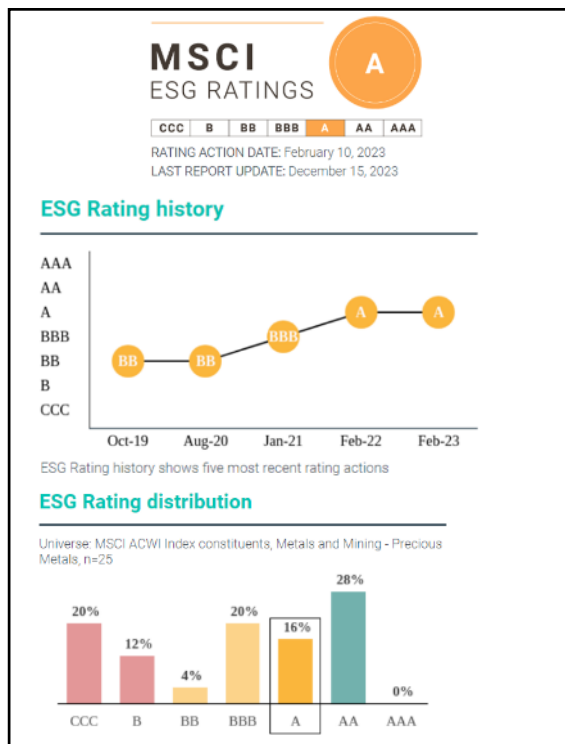 MSCI
ESG RATINGS
A
CCC B BB BBB A AA AAA
RATING ACTION DATE: February 10, 2023
LAST REPORT UPDATE: December 15, 2023
ESG Rating history
AAA
AA
A
BBB
BB
B
CCC
BB BB BBB A A
Oct-19 Aug-20 Jan-21 Feb-22 Feb-23
ESG Rating history shows five most recent rating actions
ESG Rating distribution
Universe: MSCI ACWI Index constituents, Metals and Mining - Precious
Metals, n=25
20% 12% 4% 20% 16% 28% 0%
CCC B BB BBB A AA AAA